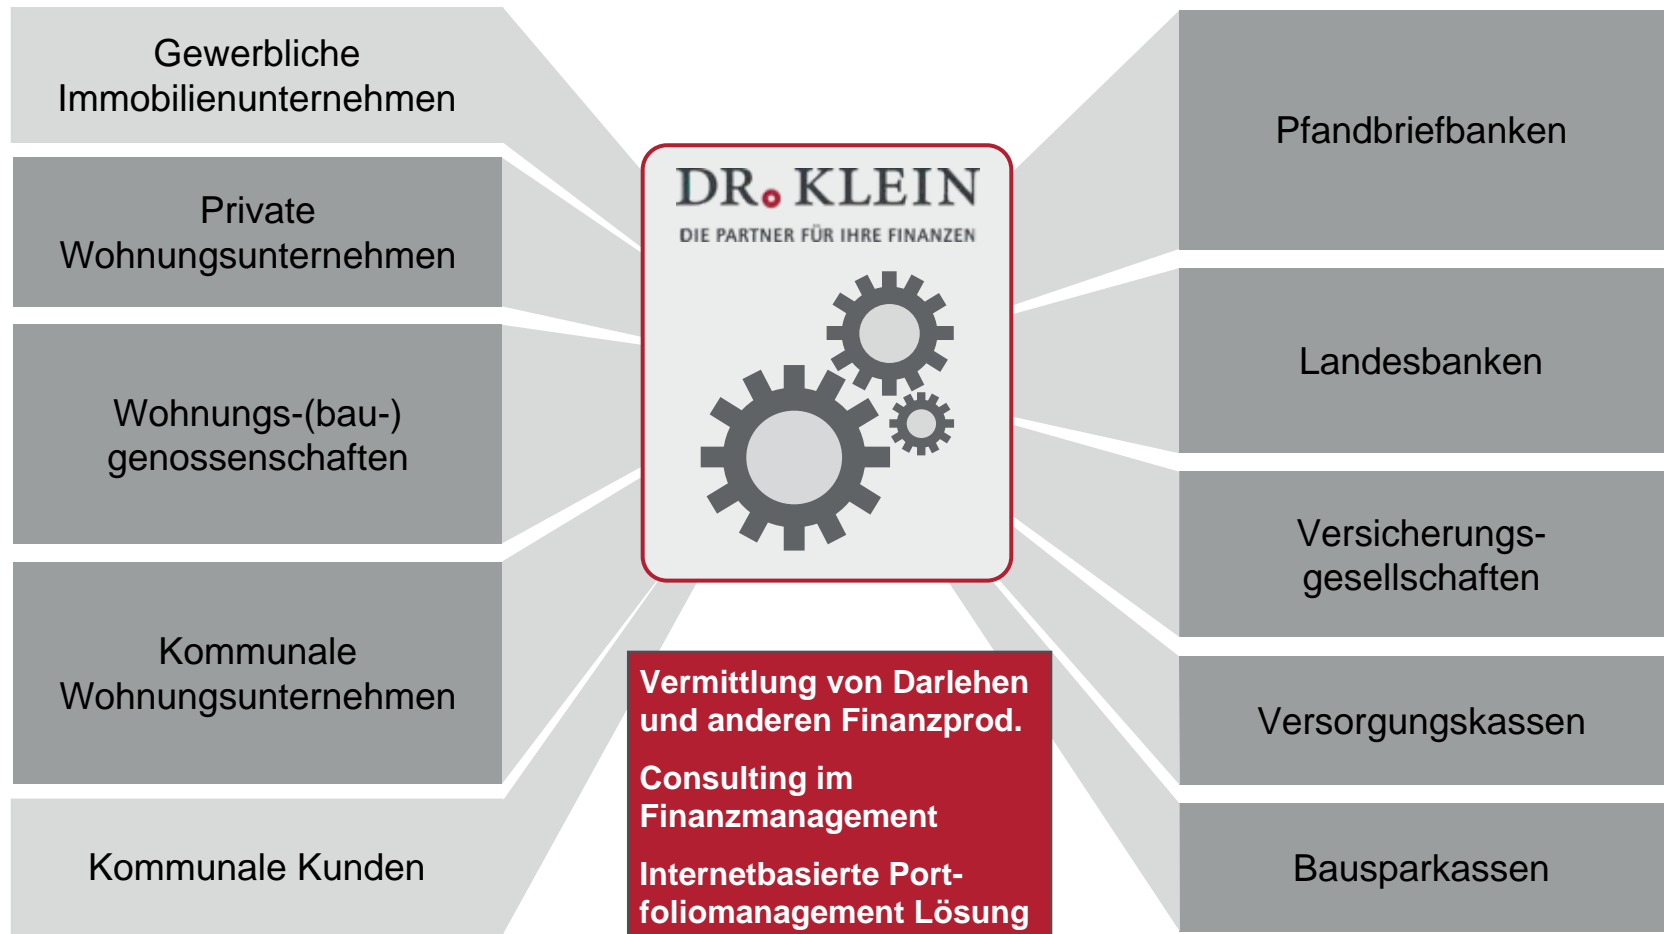 Gewerbliche
Immobilienunternehmen
Private
Wohnungsunternehmen
Wohnungs-(bau-)
genossenschaften
Kommunale
Wohnungsunternehmen
Kommunale Kunden
DR. KLEIN
DIE PARTNER FÜR IHRE FINANZEN
Vermittlung von Darlehen
und anderen Finanzprod.
Consulting im
Finanzmanagement
Internetbasierte Port-
foliomanagement Lösung
Pfandbriefbanken
Landesbanken
Versicherungs-
gesellschaften
Versorgungskassen
Bausparkassen